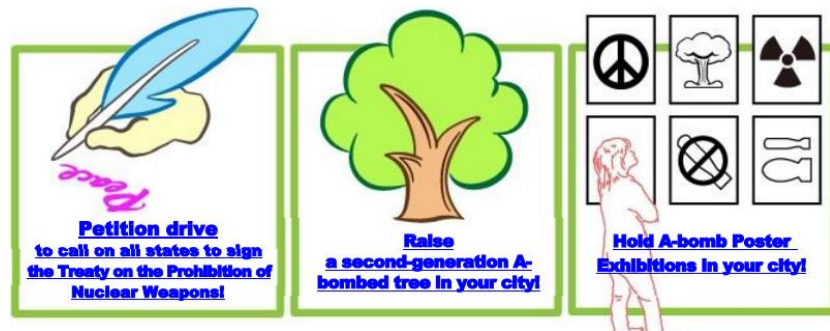 Peace
Petition drive
to call on all states to sign
the Treaty on the Prohibition of
Nuclear Weapons!
Raise
a second-generation A-
bombed tree in your city!
Hold A-bomb Poster
Exhibitions in your city!